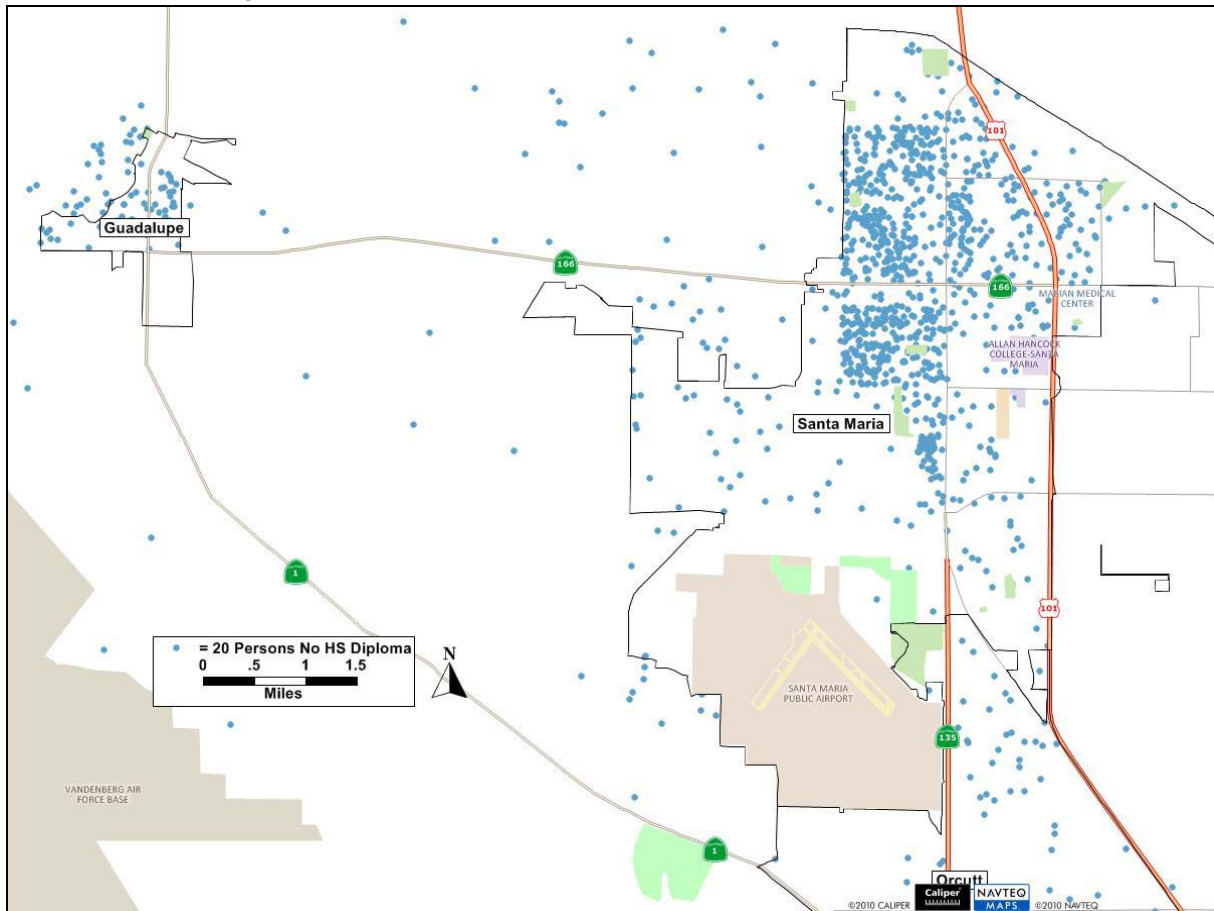 101
Guadalupe
166
166
MARIAN MEDICAL
CENTER
ALLAN HANCOCK
COLLEGE-SANTA
MARIA
Santa Maria
1
101
= 20 Persons No HS Diploma
0 .5 1 1.5
Miles
N
SANTA MARIA
PUBLIC AIRPORT
135
VANDENBERG AIR
FORCE BASE
1
Orcutt
©2010 CALIPER
Caliper
NAVTEQ
MAPS
©2010 NAVTEQ